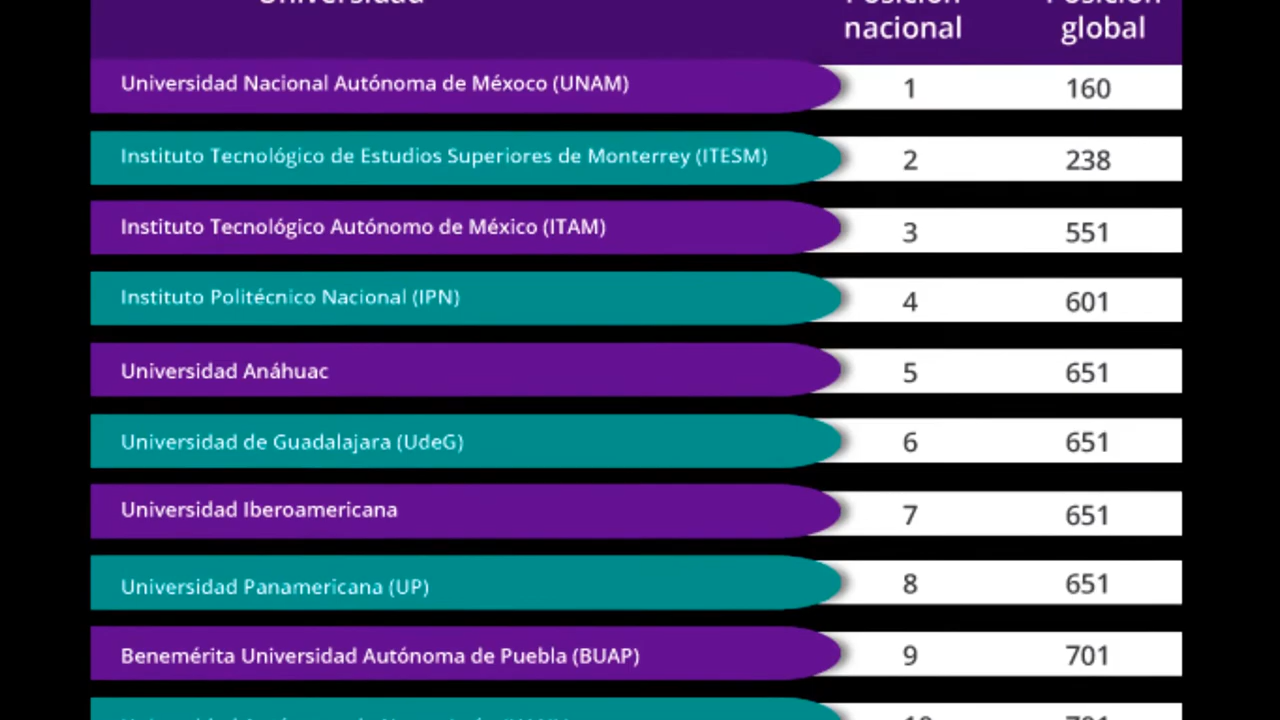 Universidad Posición Posición
nacional global
Universidad Nacional Autónoma de Méxoco (UNAM) 1 160
Instituto Tecnológico de Estudios Superiores de Monterrey (ITESM) 2 238
Instituto Tecnológico Autónomo de México (ITAM) 3 551
Instituto Politécnico Nacional (IPN) 4 601
Universidad Anáhuac 5 651
Universidad de Guadalajara (UdeG) 6 651
Universidad Iberoamericana 7 651
Universidad Panamericana (UP) 8 651
Benemérita Universidad Autónoma de Puebla (BUAP) 9 701